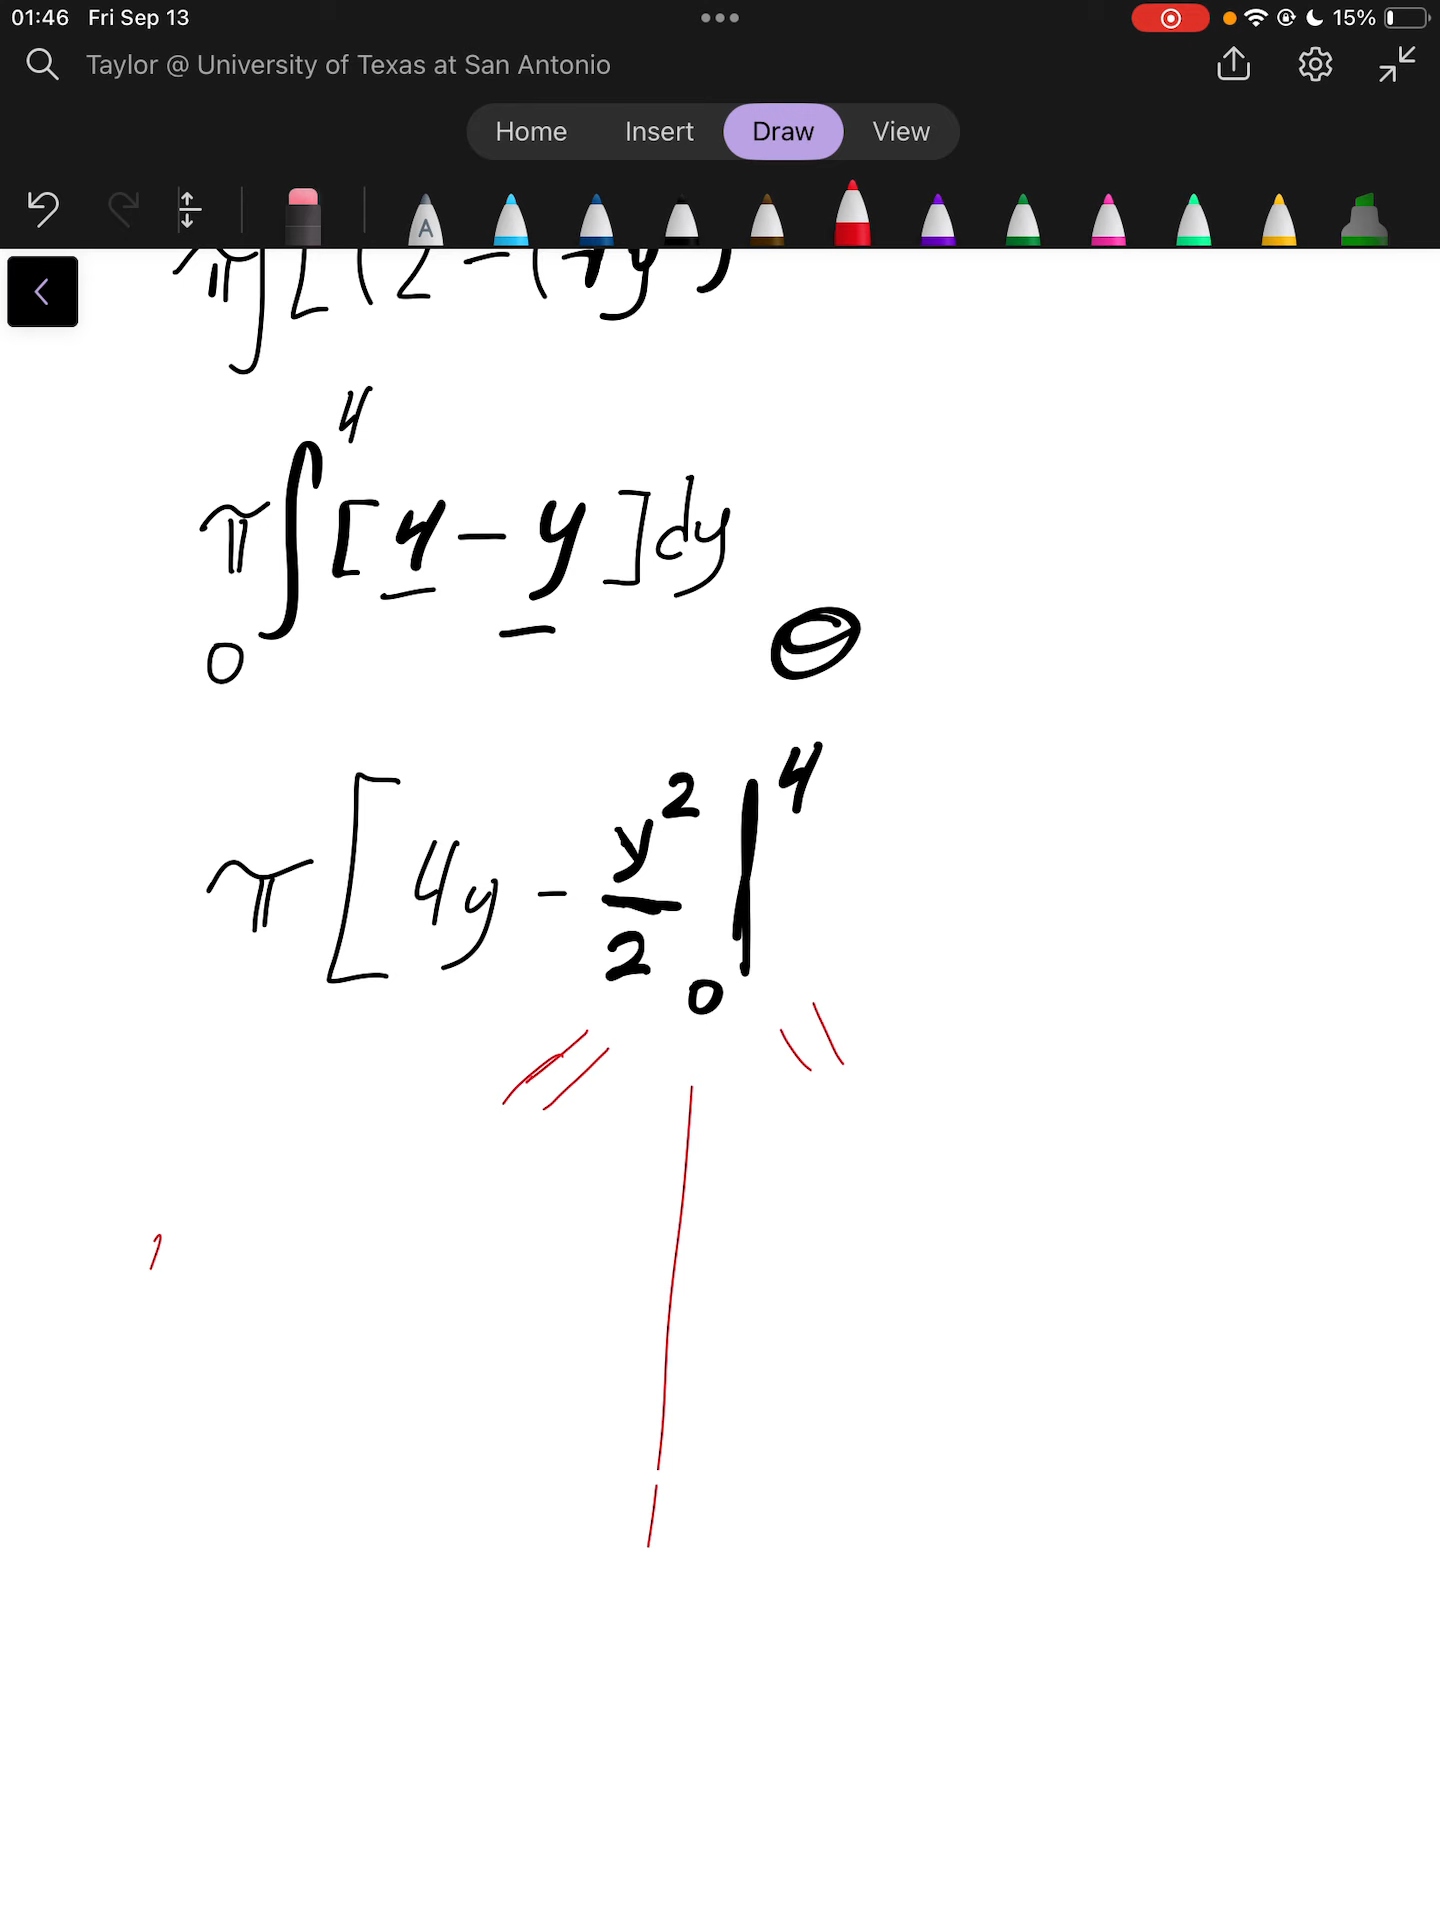 01:46 Fri Sep 13 15%
Taylor @ University of Texas at San Antonio
Home Insert Draw View
A
4
π∫[4-y]dy
0
π[4y - y²/2 |⁴
0